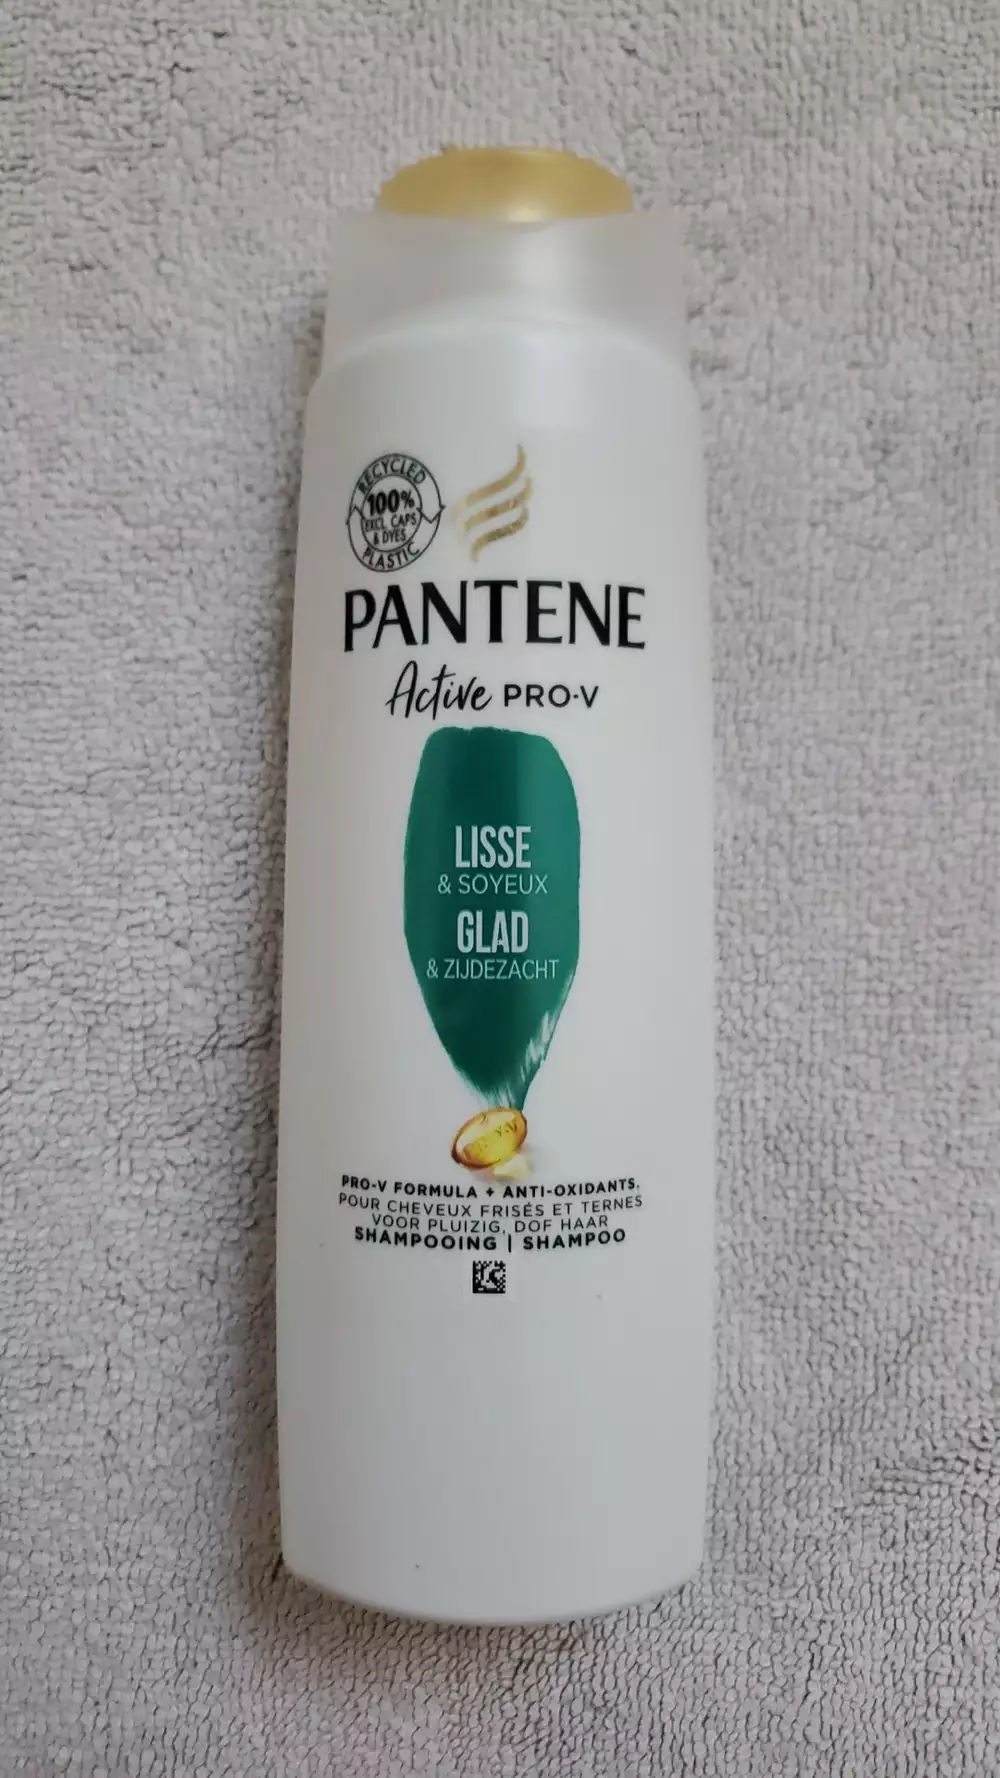 RECYCLED
100%
EXCL. CAPS
& DYES
PLASTIC
PANTENE
Active PRO-V
LISSE
& SOYEUX
GLAD
& ZIJDEZACHT
PRO-V FORMULA + ANTI-OXIDANTS.
POUR CHEVEUX FRISÉS ET TERNES
VOOR PLUIZIG, DOF HAAR
SHAMPOOING | SHAMPOO